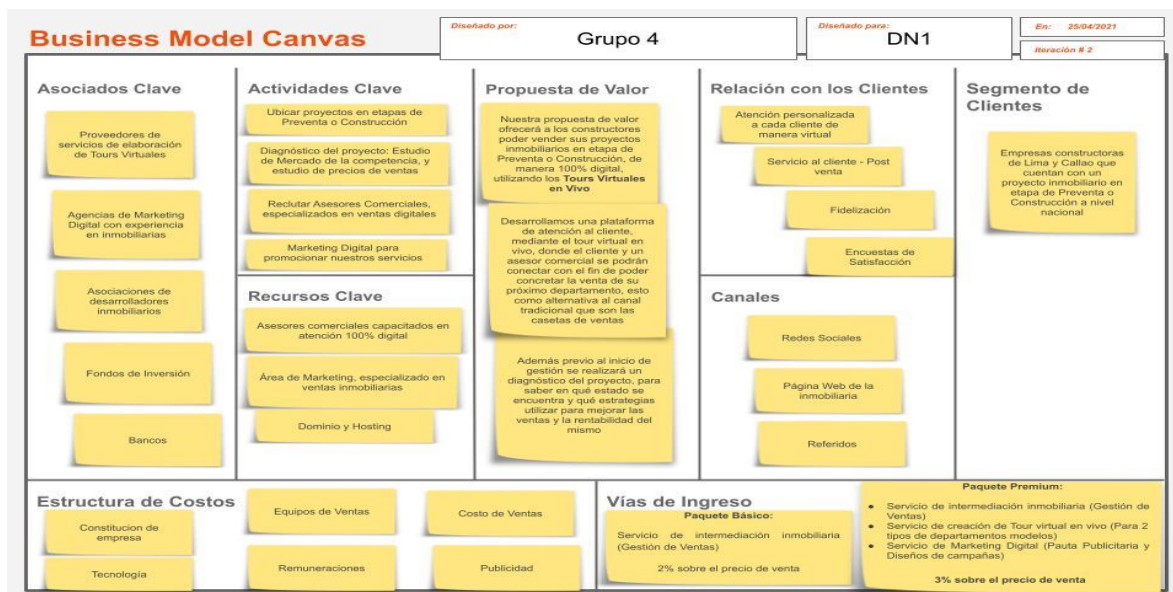 Business Model Canvas
Diseñado por:
Grupo 4
Diseñado para:
DN1
En: 25/04/2021
Iteración # 2
Asociados Clave
Proveedores de
servicios de elaboración
de Tours Virtuales
Agencias de Marketing
Digital con experiencia
en inmobiliarias
Asociaciones de
desarrolladores
inmobiliarios
Fondos de Inversión
Bancos
Actividades Clave
Ubicar proyectos en etapas de
Preventa o Construcción
Diagnóstico del proyecto: Estudio
de Mercado de la competencia, y
estudio de precios de ventas
Reclutar Asesores Comerciales,
especializados en ventas digitales
Marketing Digital para
promocionar nuestros servicios
Recursos Clave
Asesores comerciales capacitados en
atención 100% digital
Área de Marketing, especializado en
ventas inmobiliarias
Dominio y Hosting
Propuesta de Valor
Nuestra propuesta de valor
ofrecerá a los constructores
poder vender sus proyectos
inmobiliarios en etapa de
Preventa o Construcción, de
manera 100% digital,
utilizando los Tours Virtuales
en Vivo
Desarrollamos una plataforma
de atención al cliente,
mediante el tour virtual en
vivo, donde el cliente y un
asesor comercial se podrán
conectar con el fin de poder
concretar la venta de su
próximo departamento, esto
como alternativa al canal
tradicional que son las
casetas de ventas
Además previo al inicio de
gestión se realizará un
diagnóstico del proyecto, para
saber en qué estado se
encuentra y qué estrategias
utilizar para mejorar las
ventas y la rentabilidad del
mismo
Relación con los Clientes
Atención personalizada
a cada cliente de
manera virtual
Servicio al cliente - Post
venta
Fidelización
Encuestas de
Satisfacción
Canales
Redes Sociales
Página Web de la
inmobiliaria
Referidos
Segmento de
Clientes
Empresas constructoras
de Lima y Callao que
cuentan con un
proyecto inmobiliario en
etapa de Preventa o
Construcción a nivel
nacional
Estructura de Costos
Constitucion de
empresa
Tecnología
Equipos de Ventas
Remuneraciones
Costo de Ventas
Publicidad
Vías de Ingreso
Paquete Básico:
Servicio de intermediación inmobiliaria
(Gestión de Ventas)
2% sobre el precio de venta
Paquete Premium:
● Servicio de intermediación inmobiliaria (Gestión de
Ventas)
● Servicio de creación de Tour virtual en vivo (Para 2
tipos de departamentos modelos)
● Servicio de Marketing Digital (Pauta Publicitaria y
Diseños de campañas)
3% sobre el precio de venta